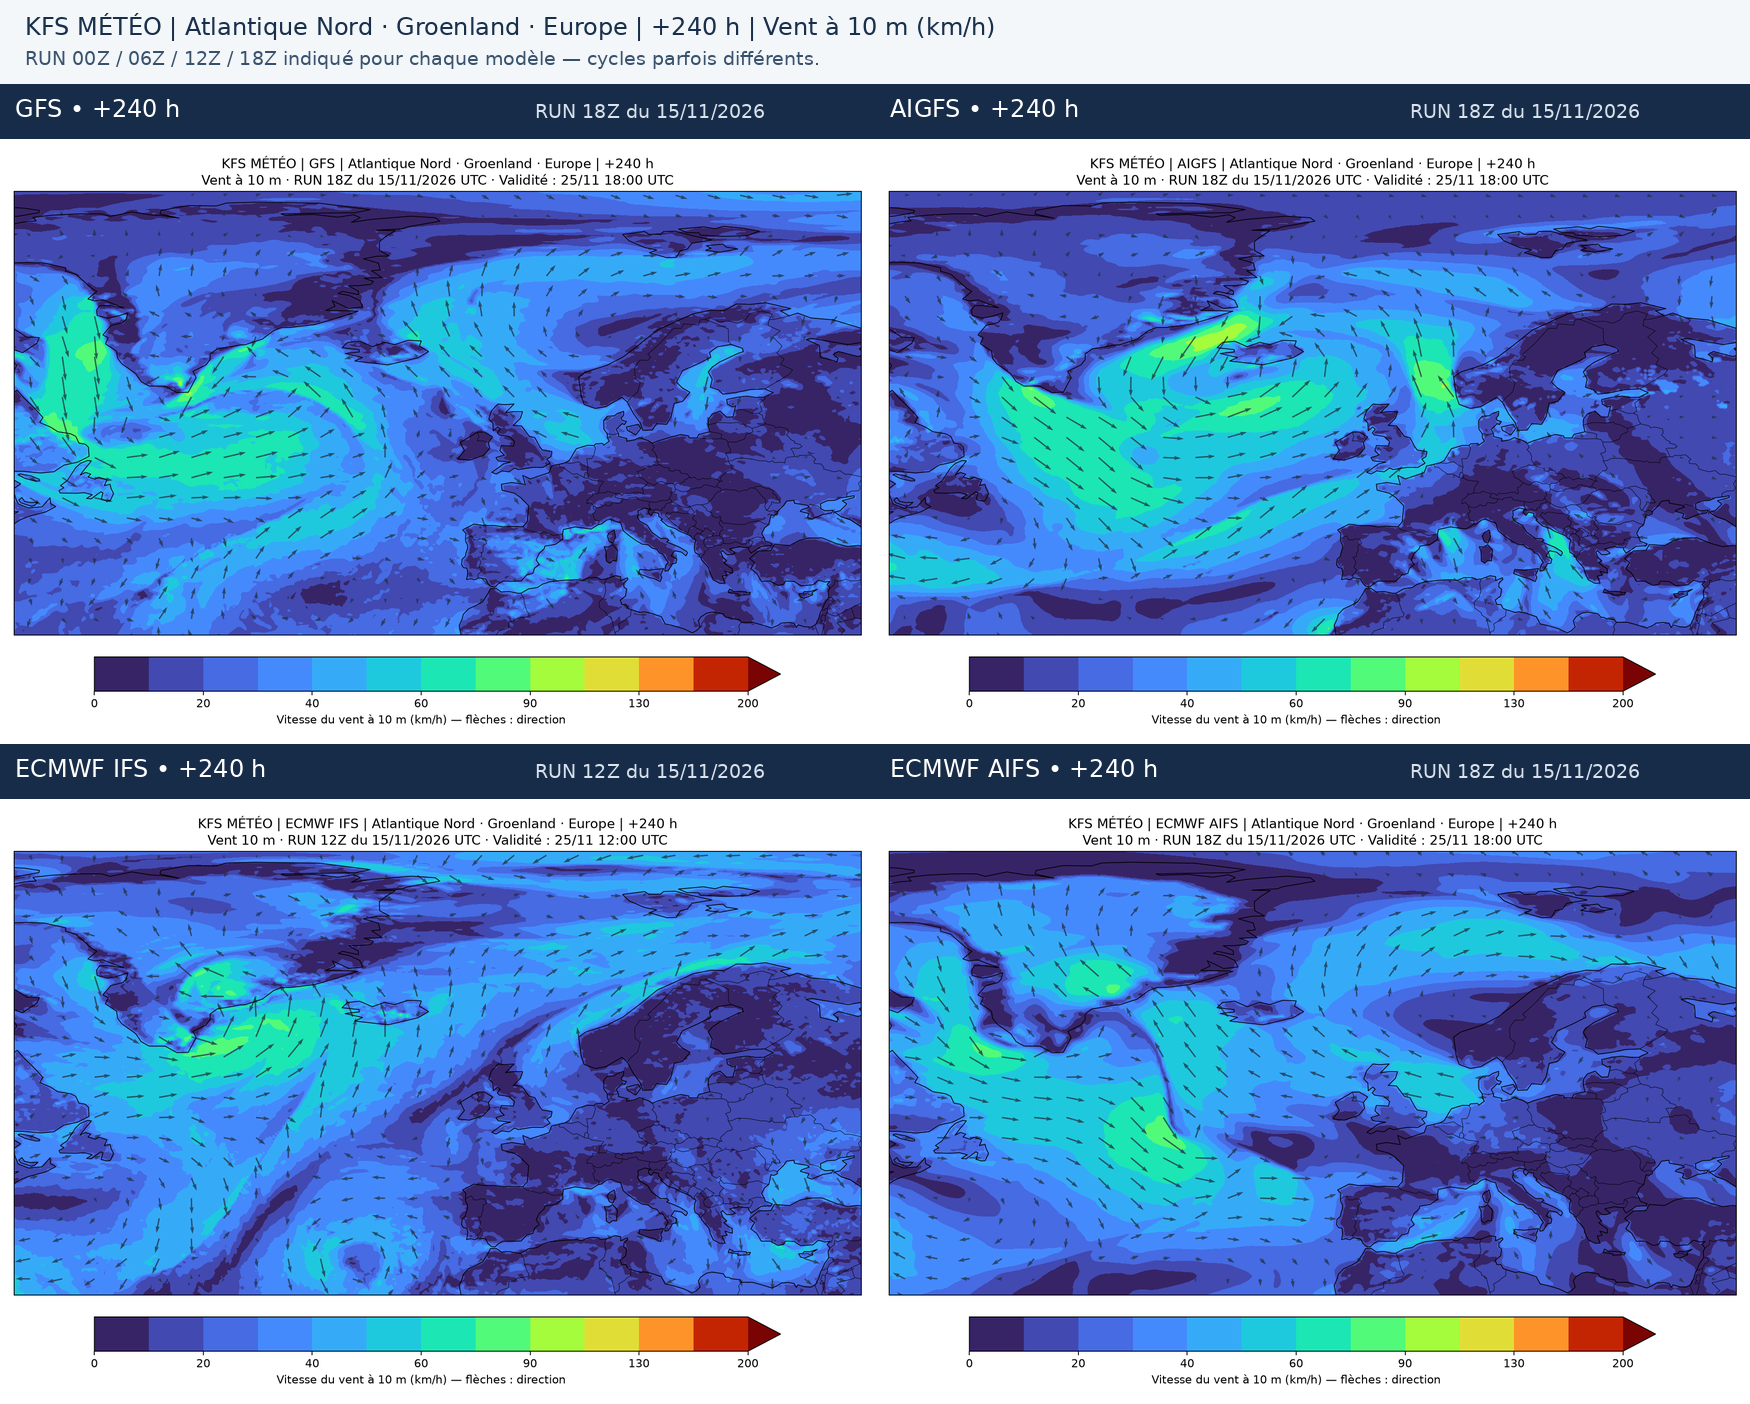 KFS MÉTÉO | Atlantique Nord · Groenland · Europe | +240 h | Vent à 10 m (km/h)
RUN 00Z / 06Z / 12Z / 18Z indiqué pour chaque modèle — cycles parfois différents.
GFS • +240 h
RUN 18Z du 15/11/2026
AIGFS • +240 h
RUN 18Z du 15/11/2026
KFS MÉTÉO | GFS | Atlantique Nord · Groenland · Europe | +240 h
Vent à 10 m · RUN 18Z du 15/11/2026 UTC · Validité : 25/11 18:00 UTC
KFS MÉTÉO | AIGFS | Atlantique Nord · Groenland · Europe | +240 h
Vent à 10 m · RUN 18Z du 15/11/2026 UTC · Validité : 25/11 18:00 UTC
0 20 40 60 90 130 200
Vitesse du vent à 10 m (km/h) — flèches : direction
0 20 40 60 90 130 200
Vitesse du vent à 10 m (km/h) — flèches : direction
ECMWF IFS • +240 h
RUN 12Z du 15/11/2026
ECMWF AIFS • +240 h
RUN 18Z du 15/11/2026
KFS MÉTÉO | ECMWF IFS | Atlantique Nord · Groenland · Europe | +240 h
Vent 10 m · RUN 12Z du 15/11/2026 UTC · Validité : 25/11 12:00 UTC
KFS MÉTÉO | ECMWF AIFS | Atlantique Nord · Groenland · Europe | +240 h
Vent 10 m · RUN 18Z du 15/11/2026 UTC · Validité : 25/11 18:00 UTC
0 20 40 60 90 130 200
Vitesse du vent à 10 m (km/h) — flèches : direction
0 20 40 60 90 130 200
Vitesse du vent à 10 m (km/h) — flèches : direction